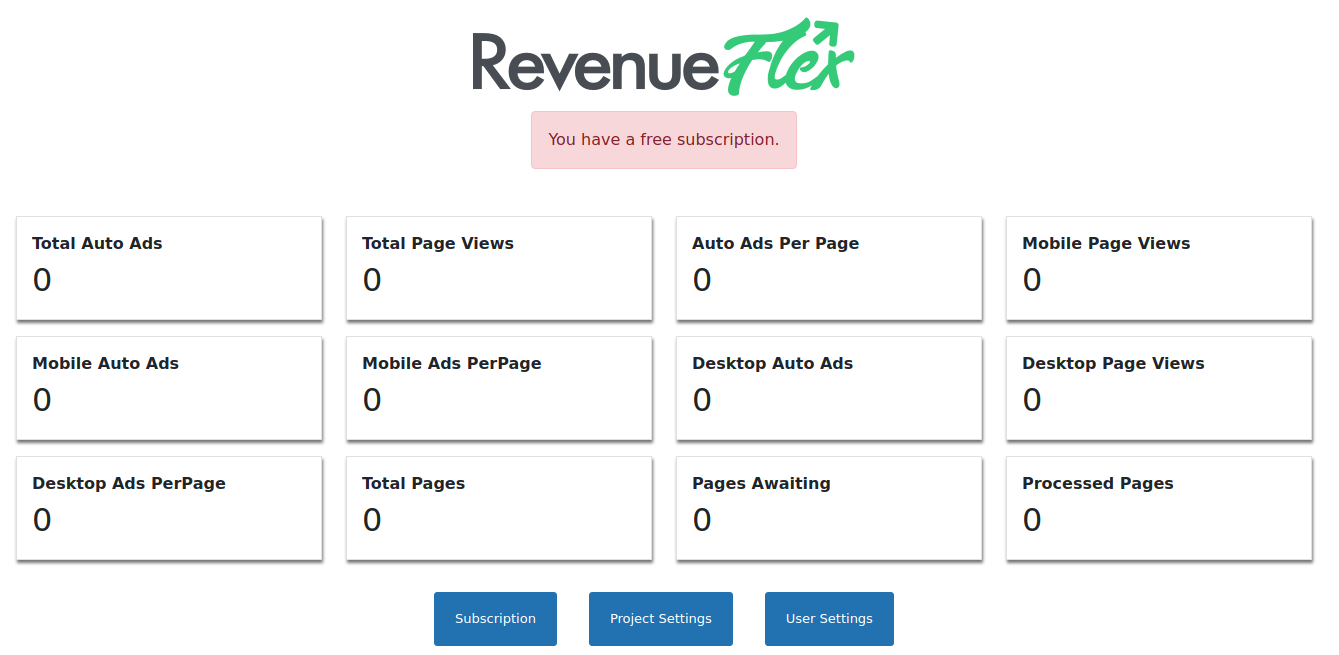 RevenueFlex
You have a free subscription.
Total Auto Ads
0
Total Page Views
0
Auto Ads Per Page
0
Mobile Page Views
0
Mobile Auto Ads
0
Mobile Ads PerPage
0
Desktop Auto Ads
0
Desktop Page Views
0
Desktop Ads PerPage
0
Total Pages
0
Pages Awaiting
0
Processed Pages
0
Subscription
Project Settings
User Settings